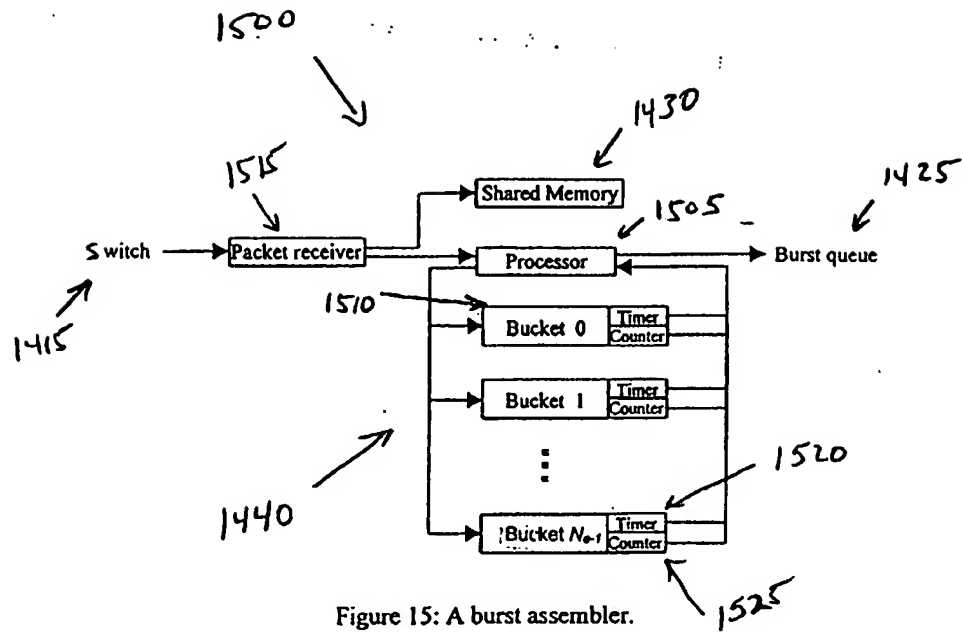 1500
1430
1515
1425
Shared Memory
1505
Switch
Packet receiver
Processor
Burst queue
1510
1415
Bucket 0
Timer
Counter
Bucket 1
Timer
Counter
1520
1440
Bucket Ne-1
Timer
Counter
1525
Figure 15: A burst assembler.